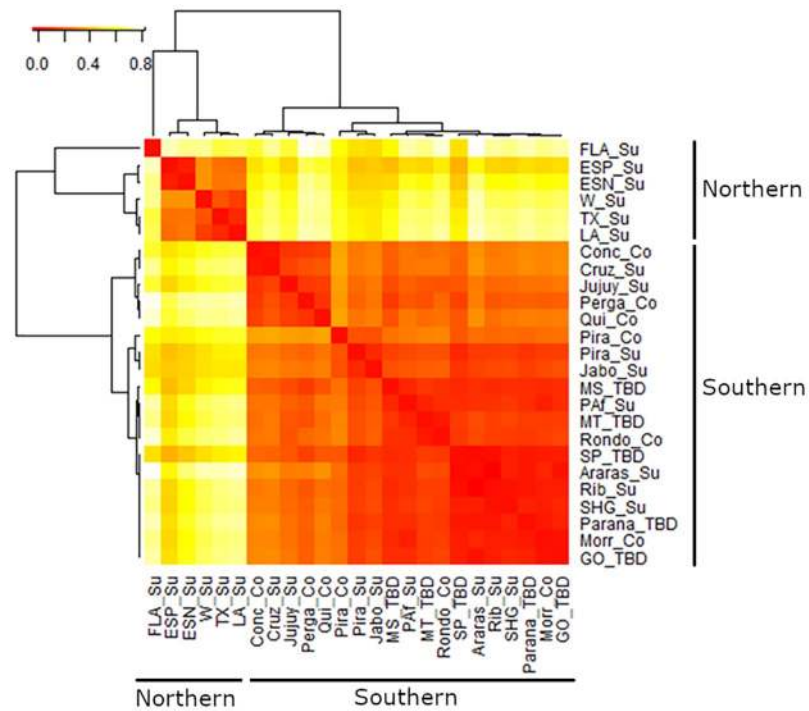 0.0 0.4 0.8
FLA_Su
ESP_Su
ESN_Su
W_Su
TX_Su
LA_Su
Conc_Co
Cruz_Su
Jujuy_Su
Perga_Co
Qui_Co
Pira_Co
Pira_Su
Jabo_Su
MS_TBD
PAf_Su
MT_TBD
Rondo_Co
SP_TBD
Araras_Su
Rib_Su
SHG_Su
Parana_TBD
Morr_Co
GO_TBD
Northern
Southern
FLA_Su
ESP_Su
ESN_Su
W_Su
TX_Su
LA_Su
Conc_Co
Cruz_Su
Jujuy_Su
Perga_Co
Qui_Co
Pira_Co
Pira_Su
Jabo_Su
MS_TBD
PAf_Su
MT_TBD
Rondo_Co
SP_TBD
Araras_Su
Rib_Su
SHG_Su
Parana_TBD
Morr_Co
GO_TBD
Northern
Southern